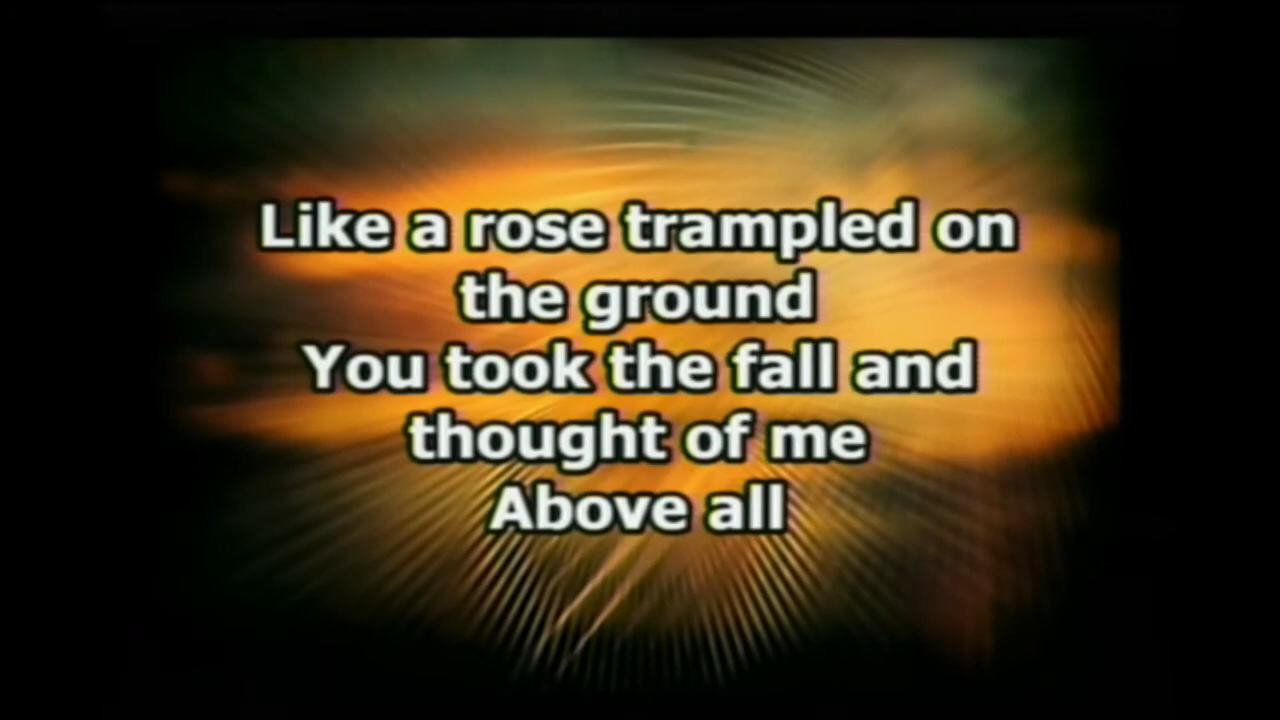 Like a rose trampled on
the ground
You took the fall and
thought of me
Above all